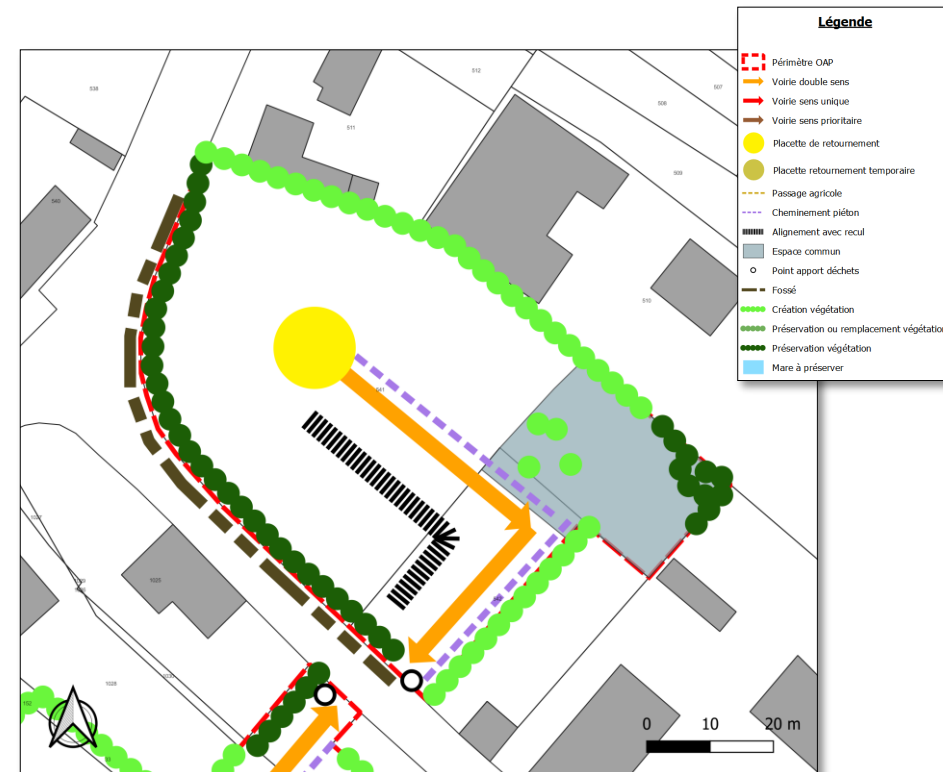 Légende
Périmètre OAP
Voirie double sens
Voirie sens unique
Voirie sens prioritaire
Placette de retournement
Placette retournement temporaire
Passage agricole
Cheminement piéton
Alignement avec recul
Espace commun
Point apport déchets
Fossé
Création végétation
Préservation ou remplacement végétation
Préservation végétation
Mare à préserver
512
507
508
511
509
510
540
541
1025
1028
0 10 20 m